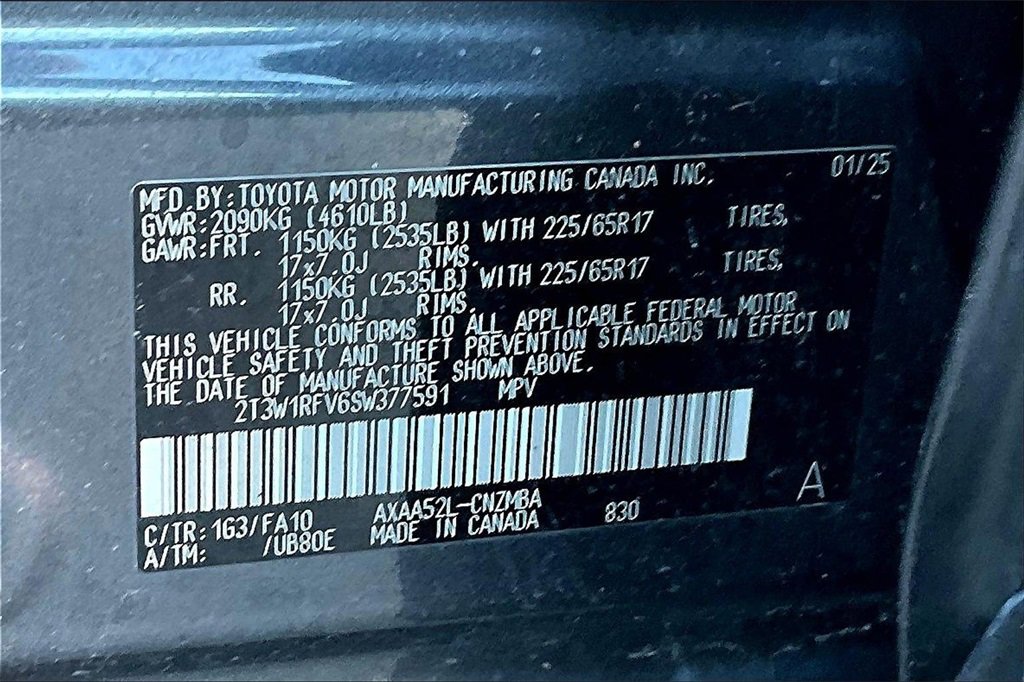 MFD. BY: TOYOTA MOTOR MANUFACTURING CANADA INC. 01/25
GVWR: 2090KG (4610LB)
GAWR: FRT. 1150KG (2535LB) WITH 225/65R17 TIRES,
17x7.0J RIMS.
RR. 1150KG (2535LB) WITH 225/65R17 TIRES,
17x7.0J RIMS.
THIS VEHICLE CONFORMS TO ALL APPLICABLE FEDERAL MOTOR
VEHICLE SAFETY AND THEFT PREVENTION STANDARDS IN EFFECT ON
THE DATE OF MANUFACTURE SHOWN ABOVE.
2T3W1RFV6SW377591 MPV
C/TR: 1G3/FA10 AXAA52L-CNZMBA 830 A
A/TM: /UB80E MADE IN CANADA